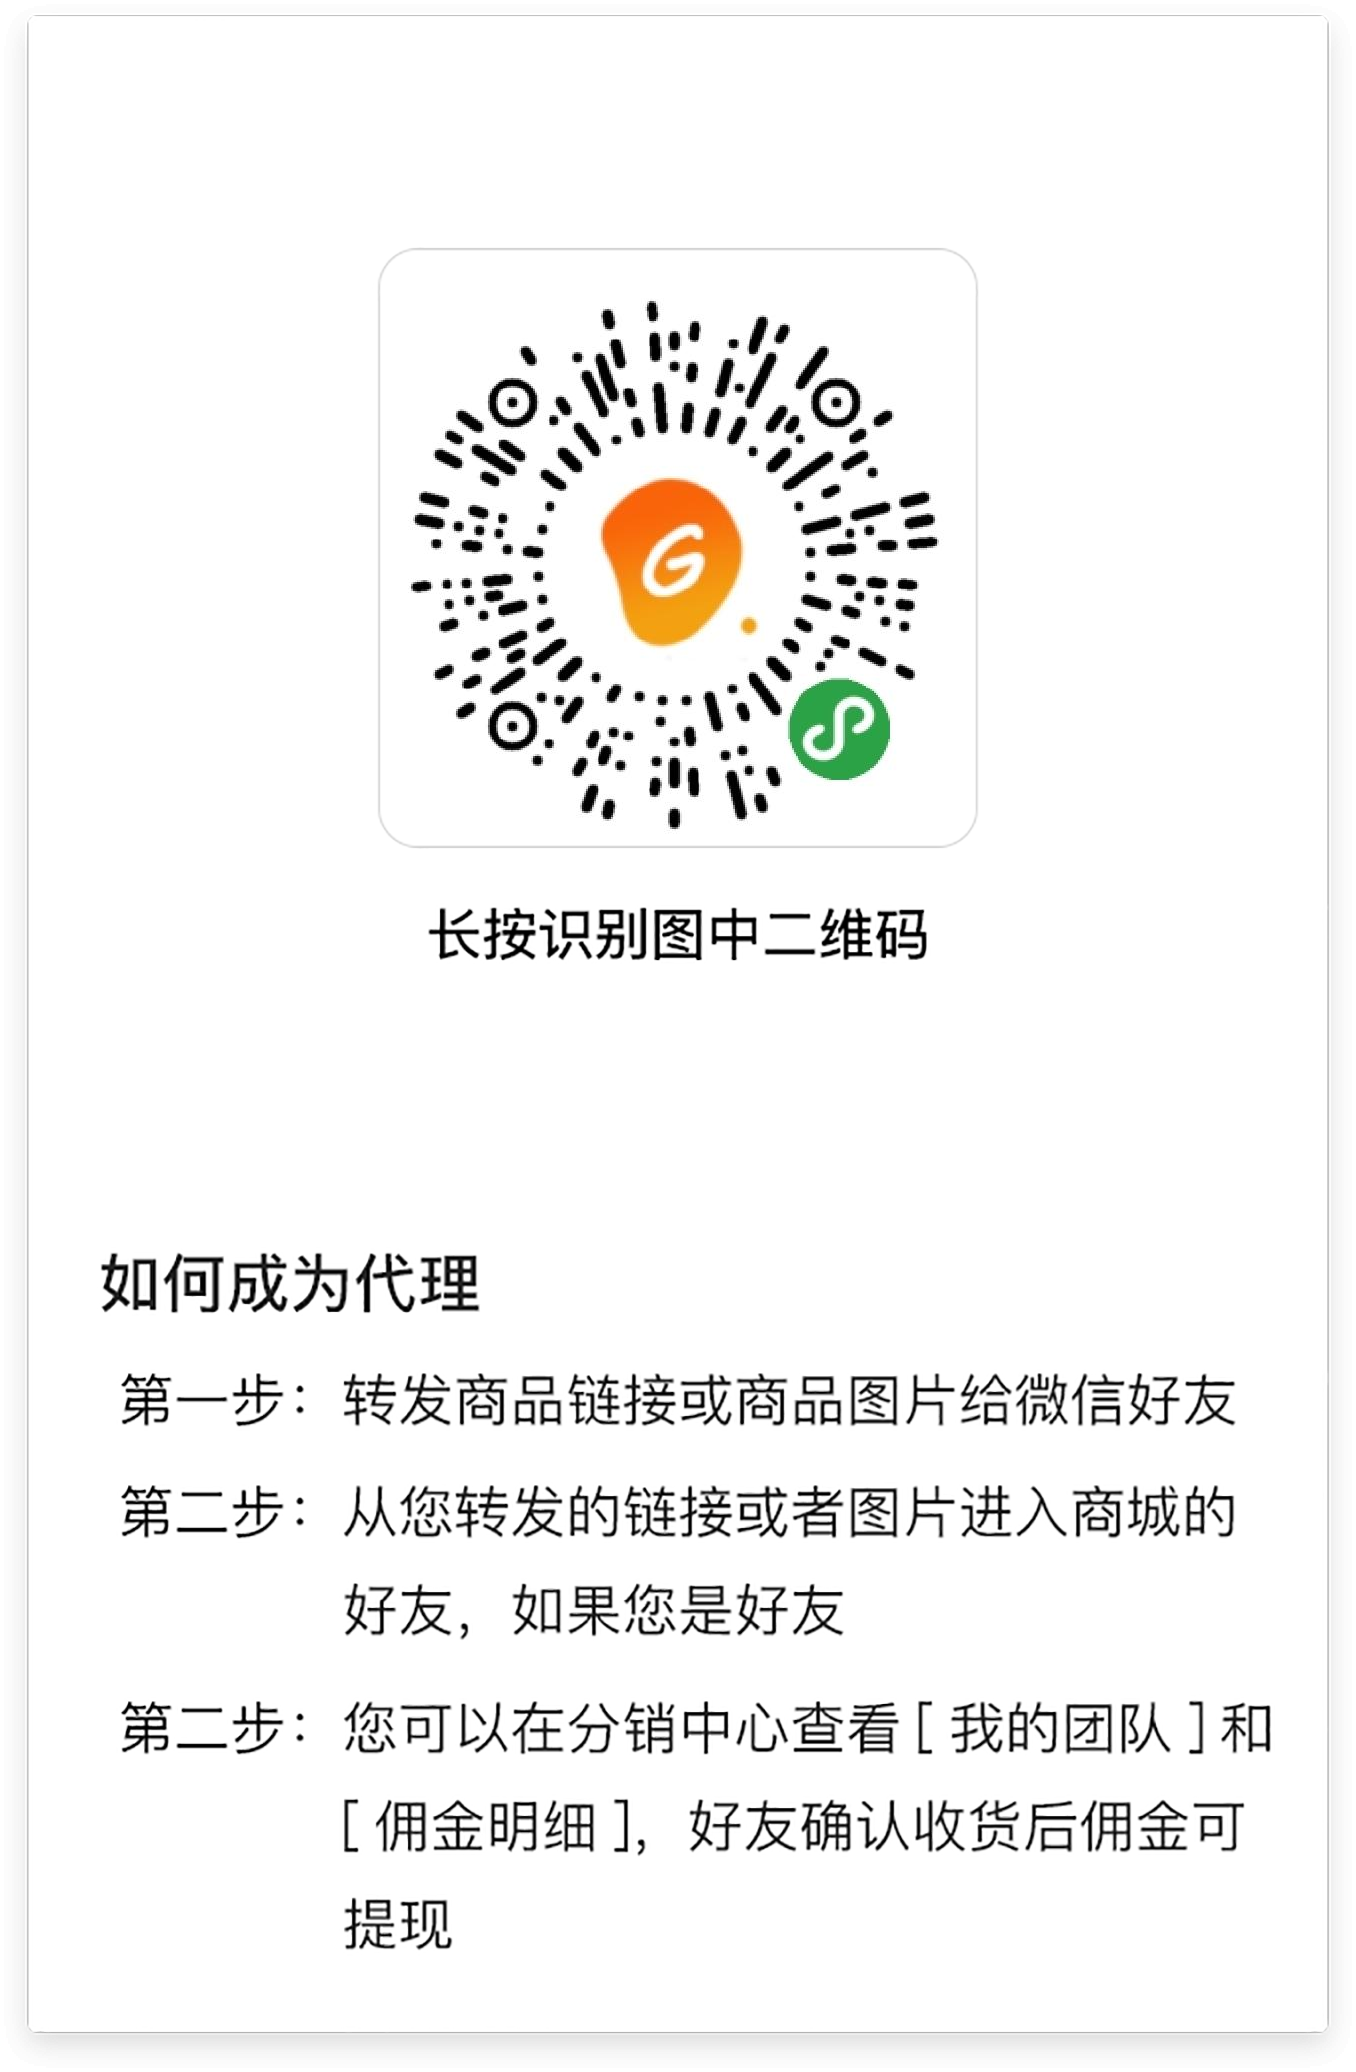 G
长按识别图中二维码
如何成为代理
第一步：转发商品链接或商品图片给微信好友
第二步：从您转发的链接或者图片进入商城的
好友，如果您是好友
第二步：您可以在分销中心查看[ 我的团队 ]和
[ 佣金明细 ]，好友确认收货后佣金可
提现